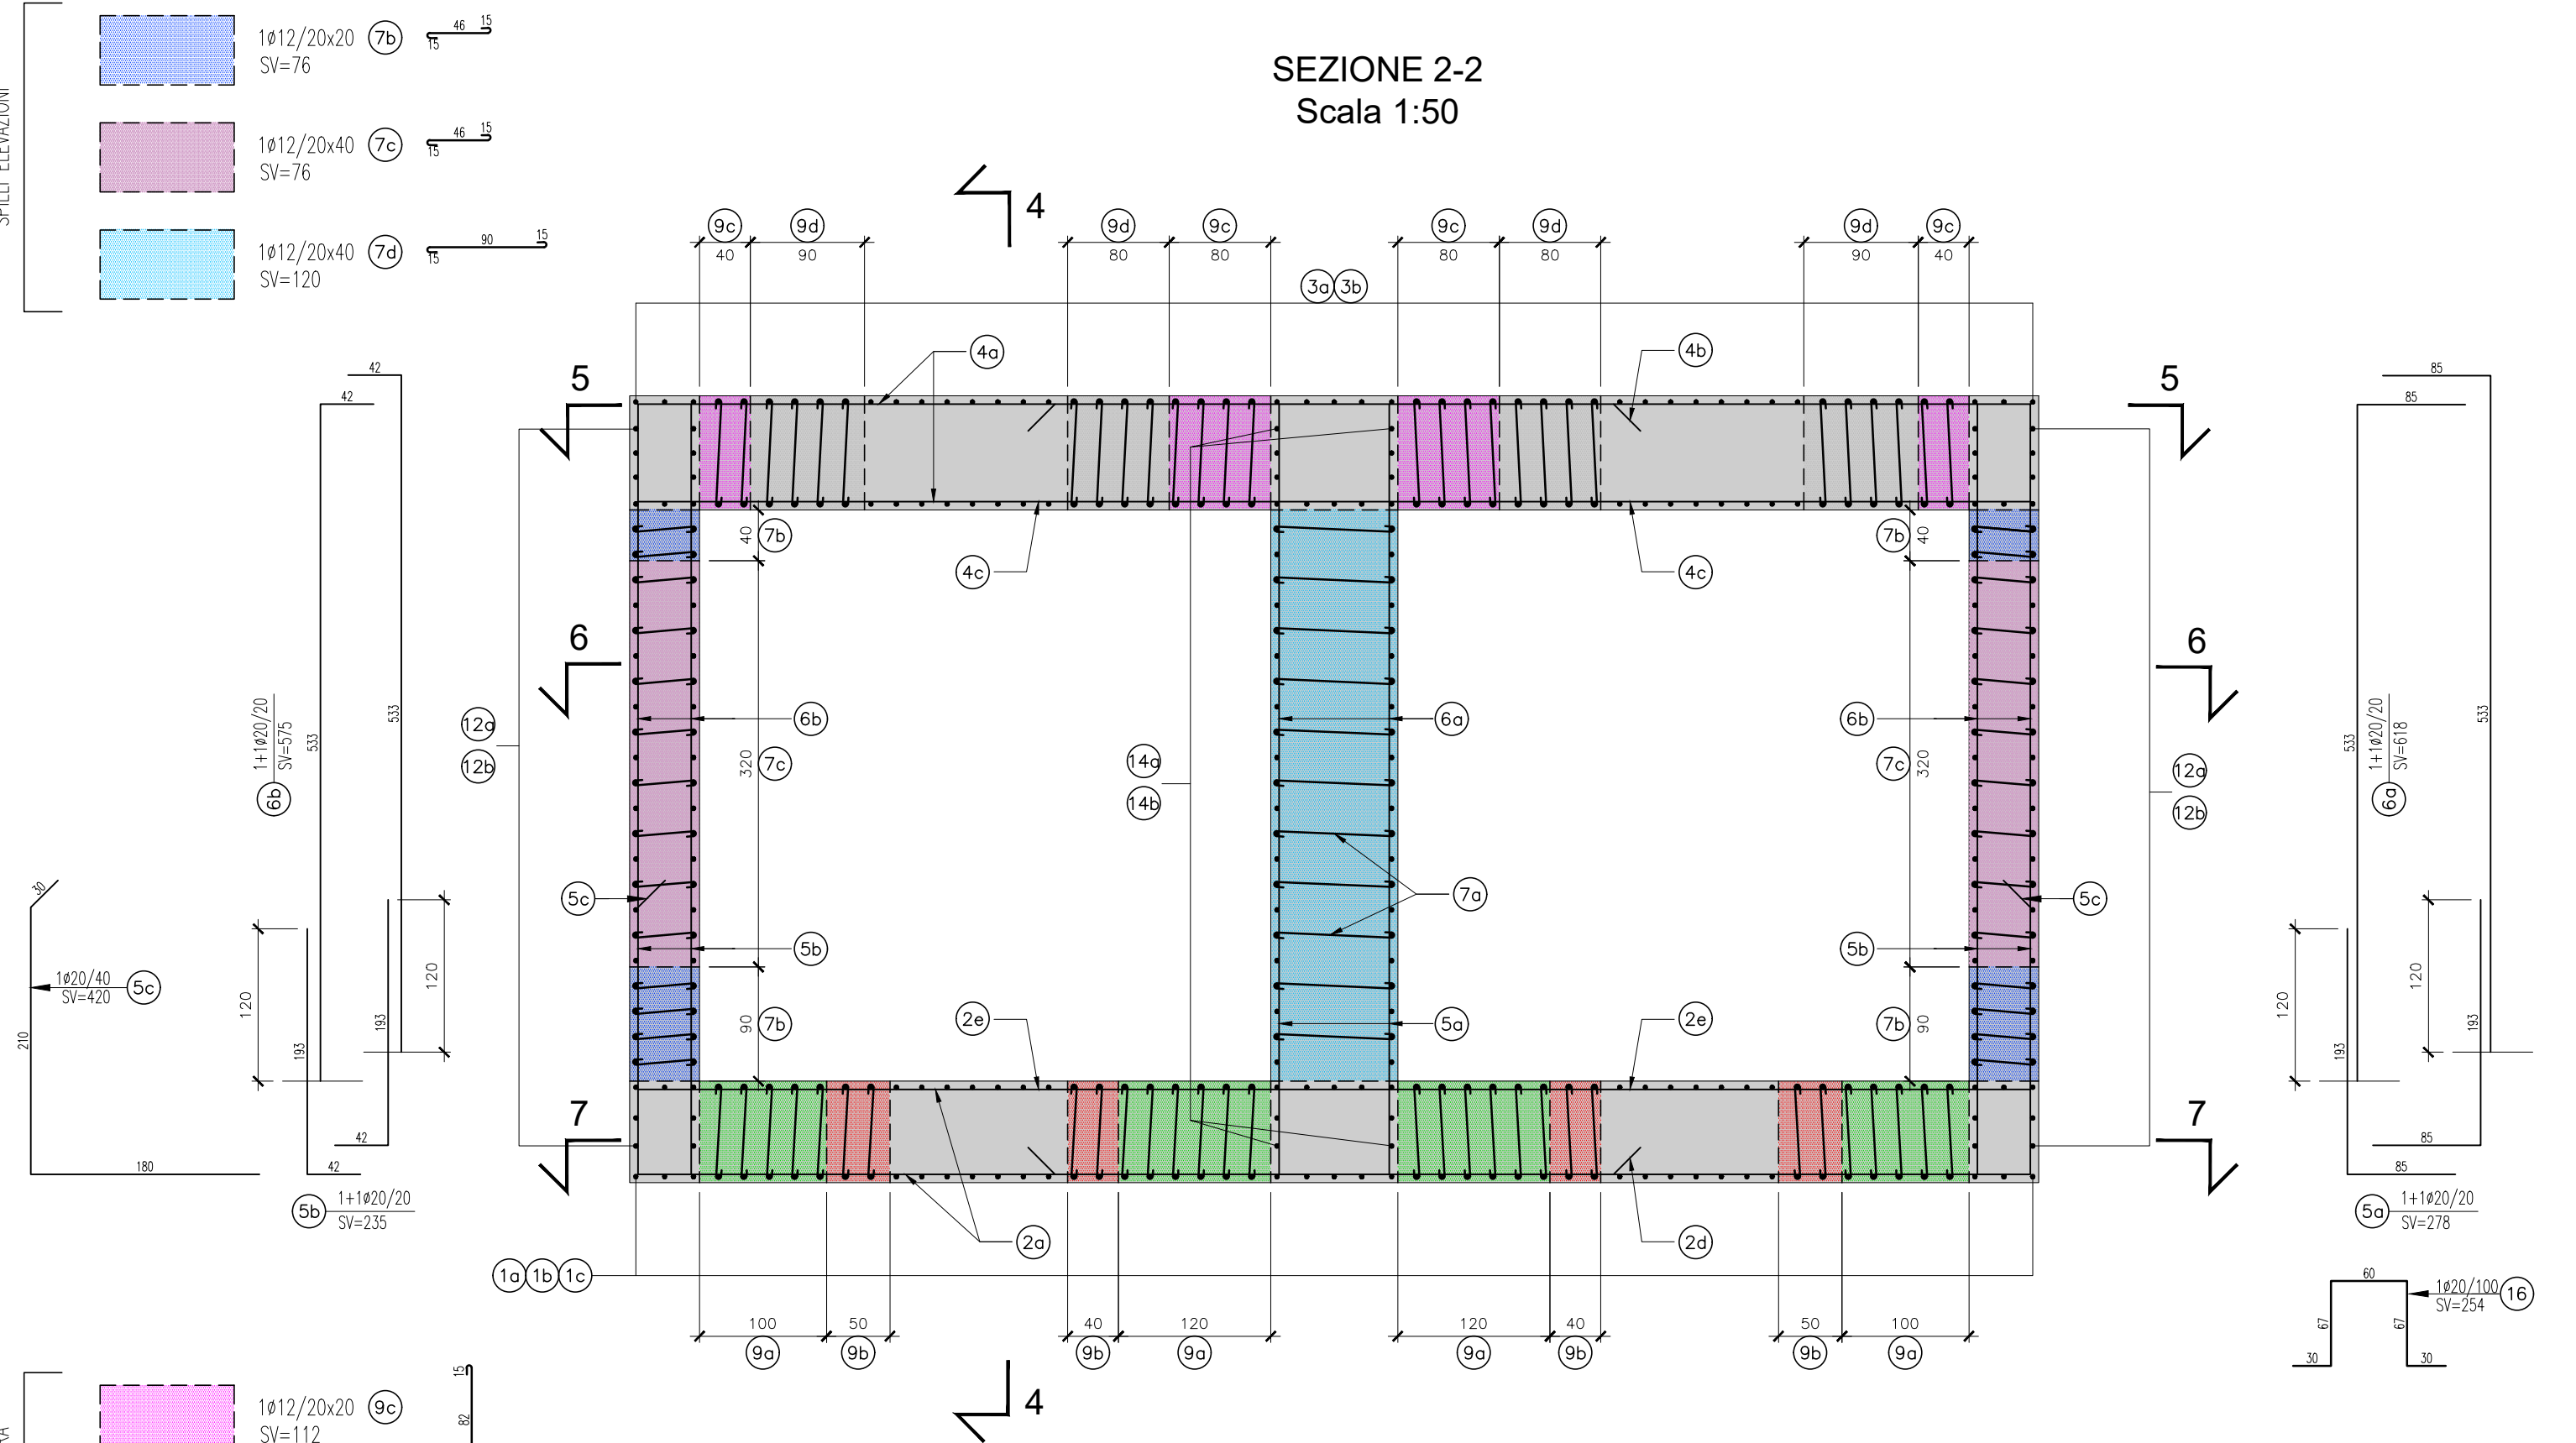 1ø12/20x20 7b 46 15 15
SV=76
SPILLI ELEVAZIONI
1ø12/20x40 7c 46 15 15
SV=76
1ø12/20x40 7d 90 15 15
SV=120
SEZIONE 2-2
Scala 1:50
4
9c 9d 9d 9c 9c 9d 9d 9c
40 90 80 80 80 80 90 40
3a 3b
4a 4b
5 5
42 85
42 85
40 7b 7b 40
4c 4c
6 6
6b 6a 6b
1+1ø20/20
SV=575
6b
533
533
12a
12b
320 7c 7c 320
14a
14b
12a
12b
533
1+1ø20/20
SV=618
6a
533
5c 7a 5c
30
5b 5b
1ø20/40
SV=420
5c
210
180
120
193
193
120
42
42
5b 1+1ø20/20
SV=235
90 7b 2e 5a 2e 7b 90
120
193
120
193
85
85
5a 1+1ø20/20
SV=278
7 7
2a 2d
1a 1b 1c
60
1ø20/100 16
SV=254
67 67
30 30
100 50 40 120 120 40 50 100
9a 9b 9b 9a 9a 9b 9b 9a
4
1ø12/20x20 9c 15 82
SV=112